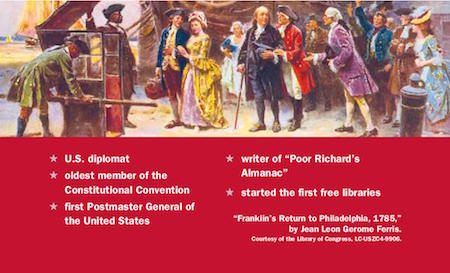 ★ U.S. diplomat
★ oldest member of the
Constitutional Convention
★ first Postmaster General of
the United States
★ writer of “Poor Richard’s
Almanac”
★ started the first free libraries
“Franklin’s Return to Philadelphia, 1785,”
by Jean Leon Gerome Ferris.
Courtesy of the Library of Congress, LC-USZC4-9906.